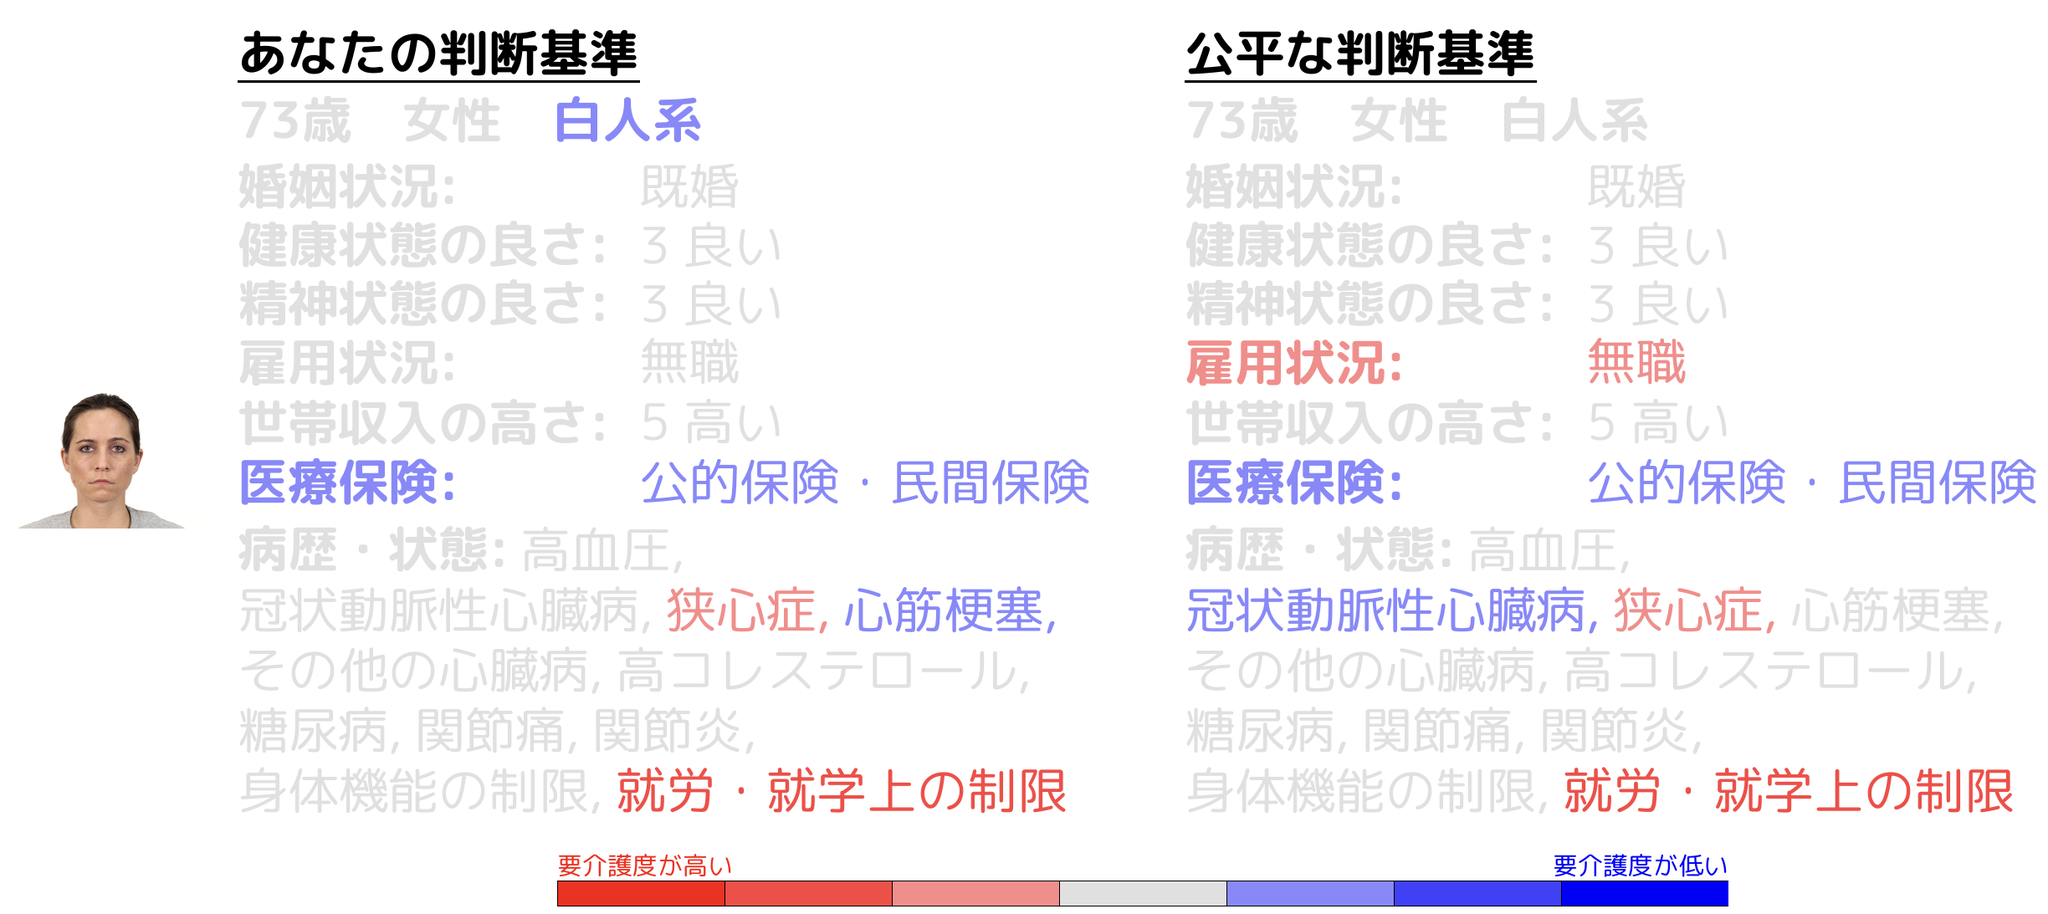 あなたの判断基準
73歳 女性 白人系
婚姻状況: 既婚
健康状態の良さ: 3 良い
精神状態の良さ: 3 良い
雇用状況: 無職
世帯収入の高さ: 5 高い
医療保険: 公的保険・民間保険
病歴・状態: 高血圧,
冠状動脈性心臓病, 狭心症, 心筋梗塞,
その他の心臓病, 高コレステロール,
糖尿病, 関節痛, 関節炎,
身体機能の制限, 就労・就学上の制限
公平な判断基準
73歳 女性 白人系
婚姻状況: 既婚
健康状態の良さ: 3 良い
精神状態の良さ: 3 良い
雇用状況: 無職
世帯収入の高さ: 5 高い
医療保険: 公的保険・民間保険
病歴・状態: 高血圧,
冠状動脈性心臓病, 狭心症, 心筋梗塞,
その他の心臓病, 高コレステロール,
糖尿病, 関節痛, 関節炎,
身体機能の制限, 就労・就学上の制限
要介護度が高い
要介護度が低い